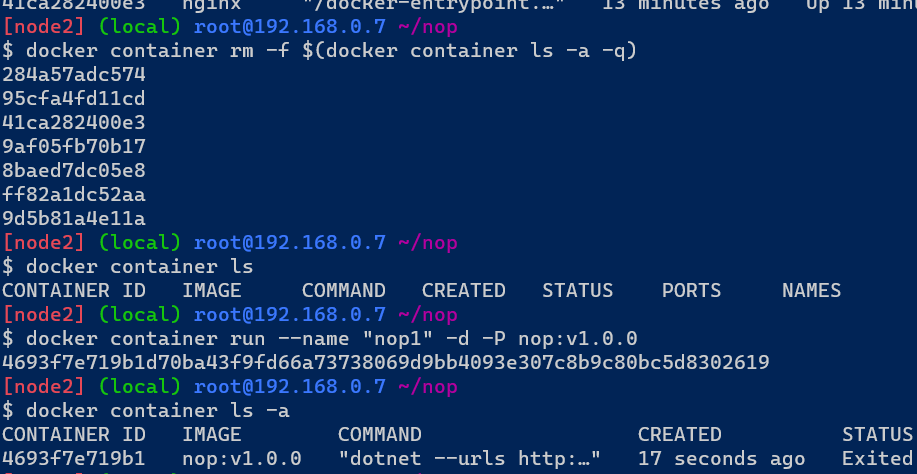 41ca282400e3   nginx     "/docker-entrypoint.…"   13 minutes ago   Up 13 minu
[node2] (local) root@192.168.0.7 ~/nop
$ docker container rm -f $(docker container ls -a -q)
284a57adc574
95cfa4fd11cd
41ca282400e3
9af05fb70b17
8baed7dc05e8
ff82a1dc52aa
9d5b81a4e11a
[node2] (local) root@192.168.0.7 ~/nop
$ docker container ls
CONTAINER ID   IMAGE     COMMAND   CREATED   STATUS    PORTS     NAMES
[node2] (local) root@192.168.0.7 ~/nop
$ docker container run --name "nop1" -d -P nop:v1.0.0
4693f7e719b1d70ba43f9fd66a73738069d9bb4093e307c8b9c80bc5d8302619
[node2] (local) root@192.168.0.7 ~/nop
$ docker container ls -a
CONTAINER ID   IMAGE        COMMAND                  CREATED          STATUS
4693f7e719b1   nop:v1.0.0   "dotnet --urls http:…"   17 seconds ago   Exited